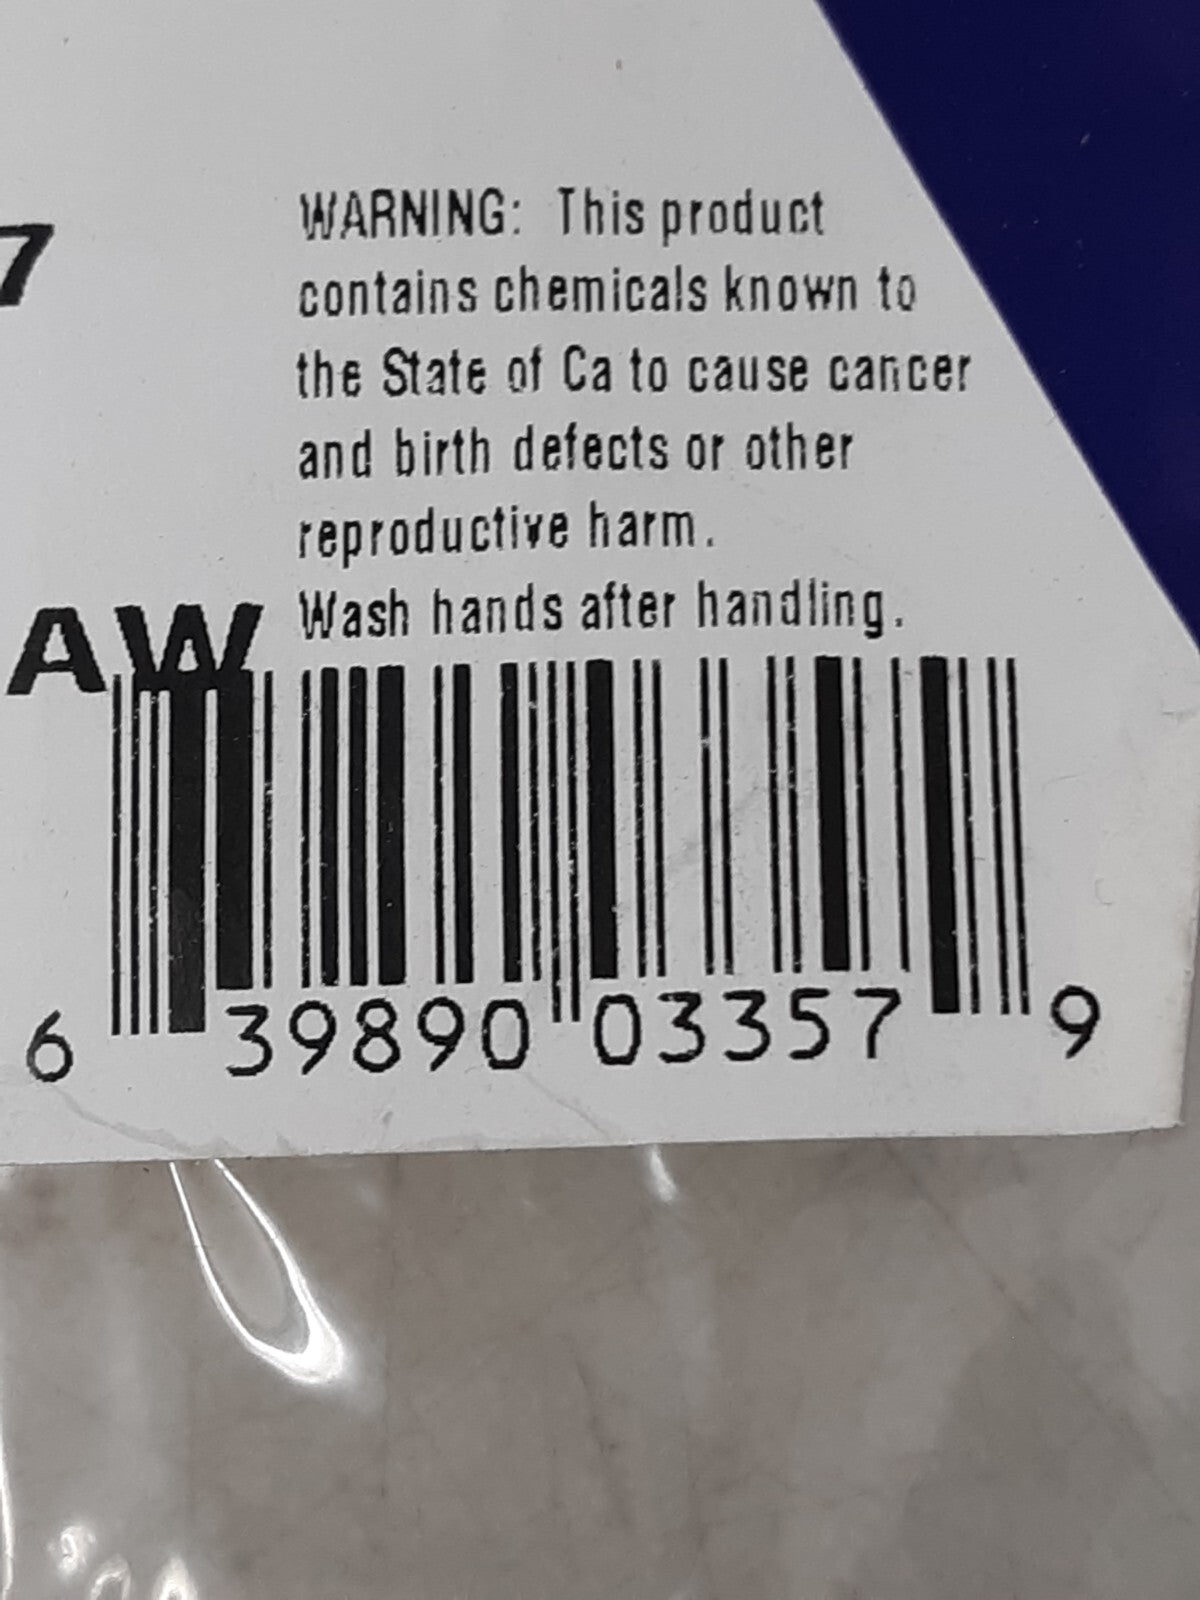 7
WARNING: This product
contains chemicals known to
the State of Ca to cause cancer
and birth defects or other
reproductive harm.
Wash hands after handling.
AW
6 39890 03357 9